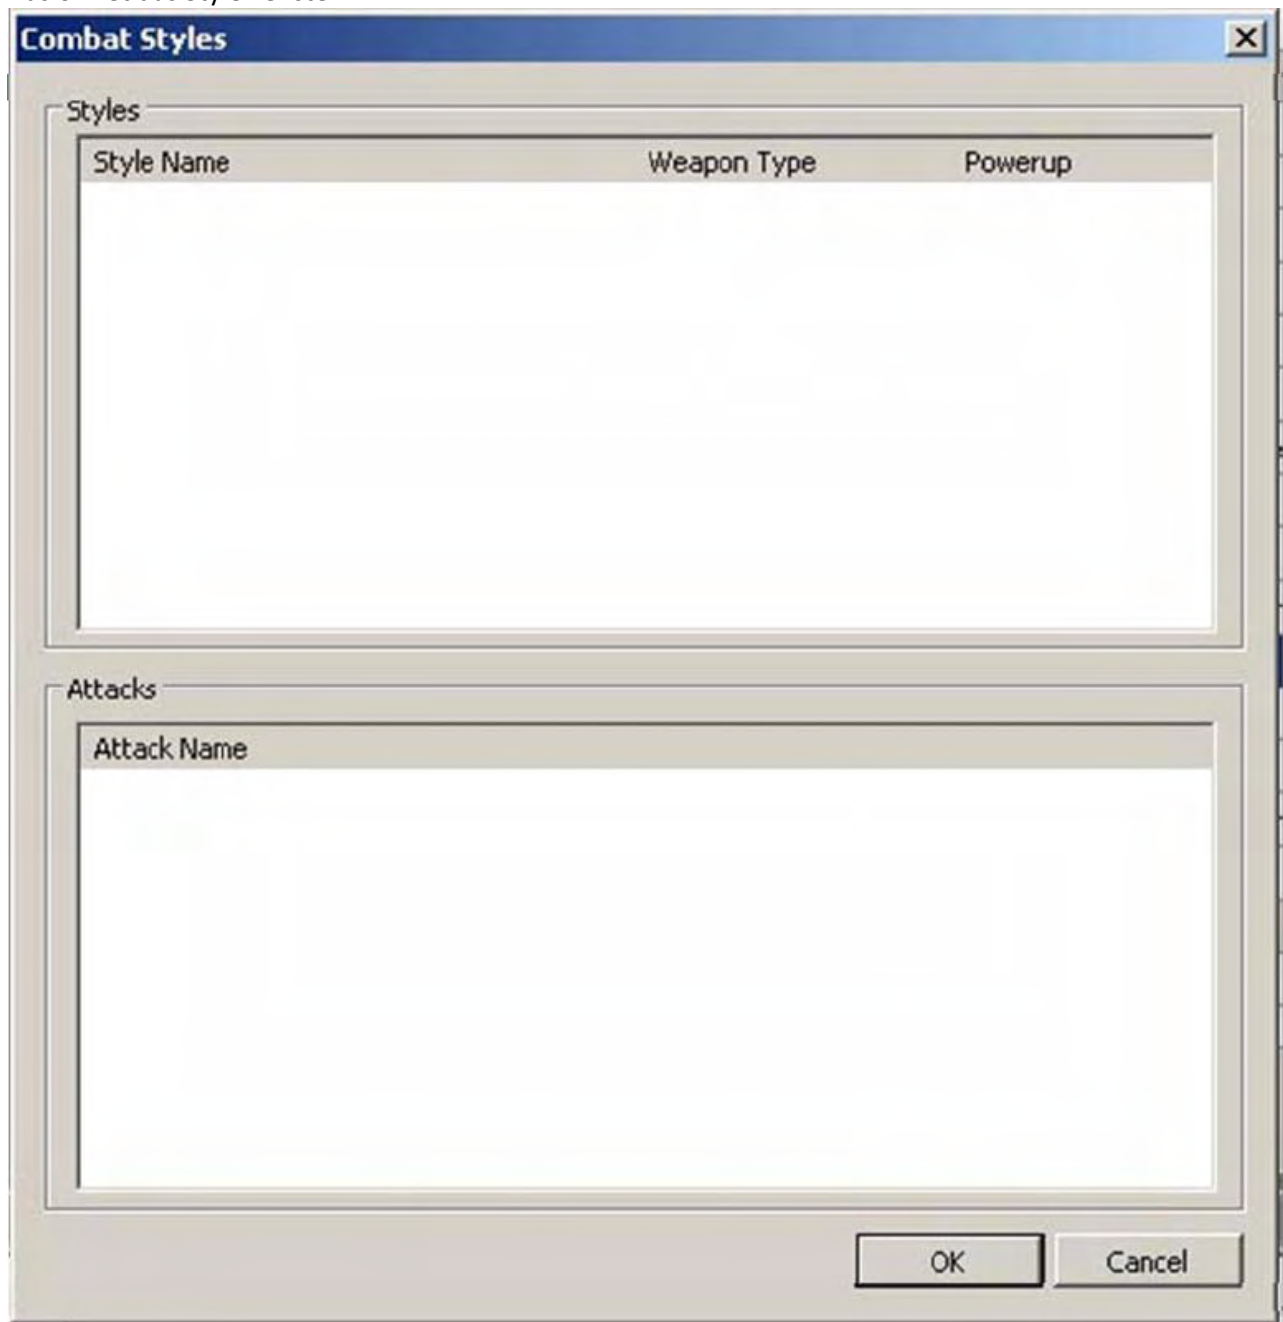 Combat Styles
Styles
Style Name Weapon Type Powerup
Attacks
Attack Name
OK Cancel